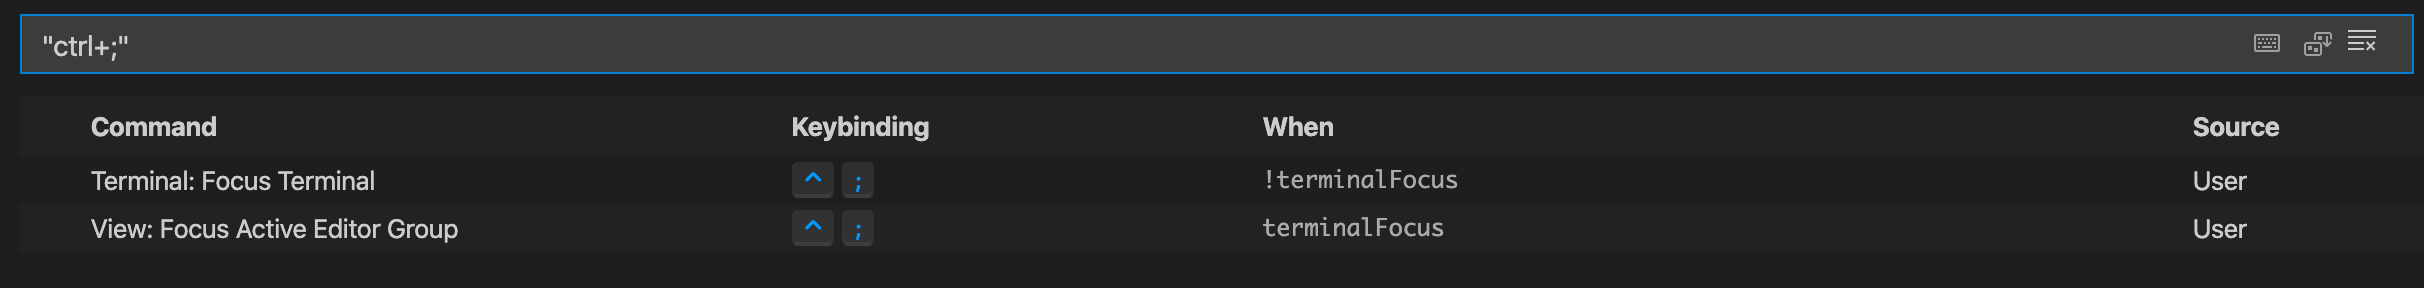 "ctrl+;"
Command Keybinding When Source
Terminal: Focus Terminal ^ ; !terminalFocus User
View: Focus Active Editor Group ^ ; terminalFocus User